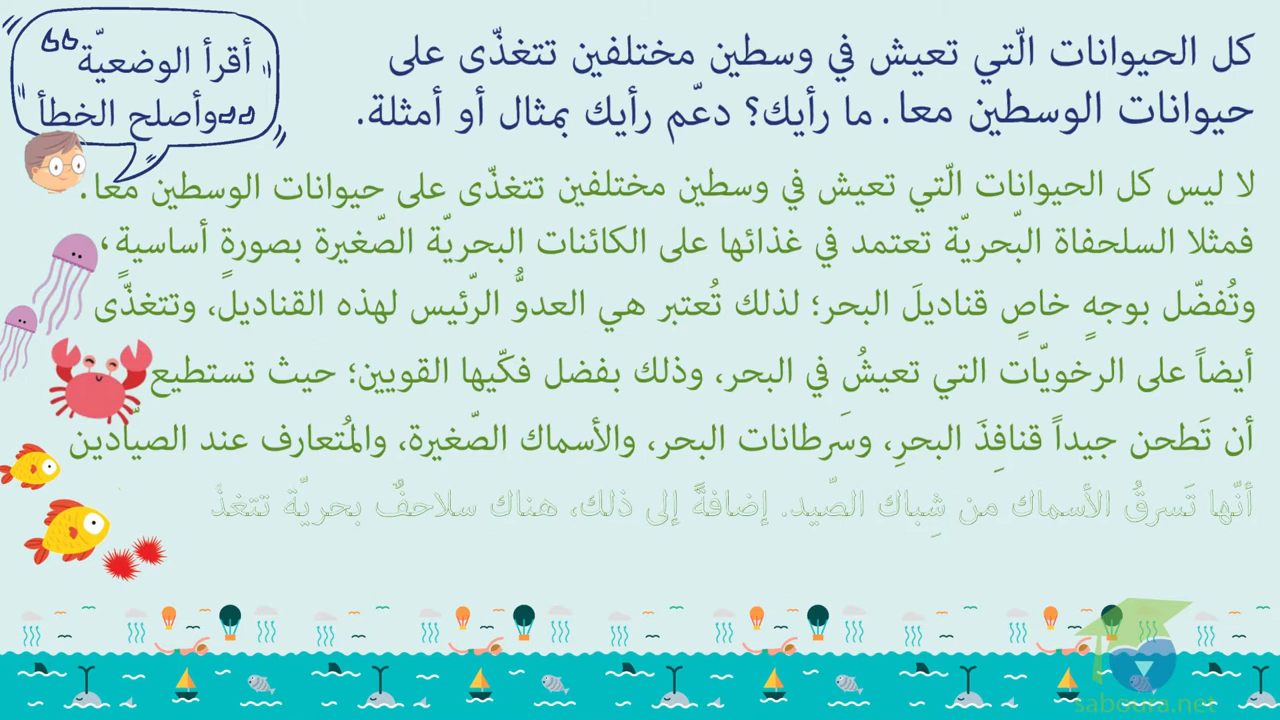 أقرأ الوضعيّة
وأصلح الخطأ
كل الحيوانات الّتي تعيش في وسطين مختلفين تتغذّى على
حيوانات الوسطين معا. ما رأيك؟ دعّم رأيك بمثال أو أمثلة.
لا ليس كل الحيوانات الّتي تعيش في وسطين مختلفين تتغذّى على حيوانات الوسطين معا.
فمثلا السلحفاة البّحريّة تعتمد في غذائها على الكائنات البحريّة الصّغيرة بصورةٍ أساسية،
وتُفضّل بوجهٍ خاصٍ قناديلَ البحر؛ لذلك تُعتبر هي العدوُّ الرّئيس لهذه القناديل، وتتغذّى
أيضاً على الرخويّات التي تعيشُ في البحر، وذلك بفضل فكّيها القويين؛ حيث تستطيع
أن تَطحن جيداً قنافِذَ البحرِ، وسَرطانات البحر، والأسماك الصّغيرة، والمُتعارف عند الصيّادين
أنّها تَسرقُ الأسماك من شِباك الصّيد. إضافةً إلى ذلك، هناك سلاحفٌ بحريّة تتغذ
saboura.net